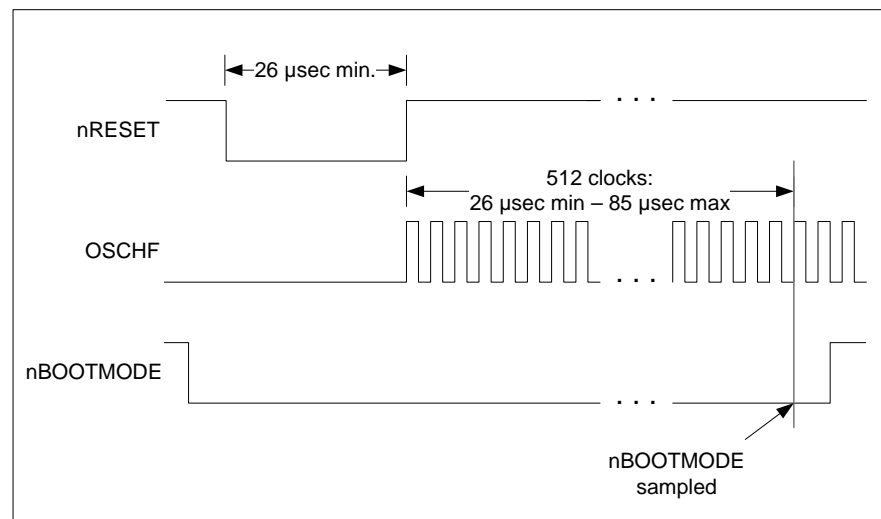 26 µsec min.
nRESET
. . .
512 clocks:
26 µsec min – 85 µsec max
OSCHF
. . .
nBOOTMODE
. . .
nBOOTMODE
sampled